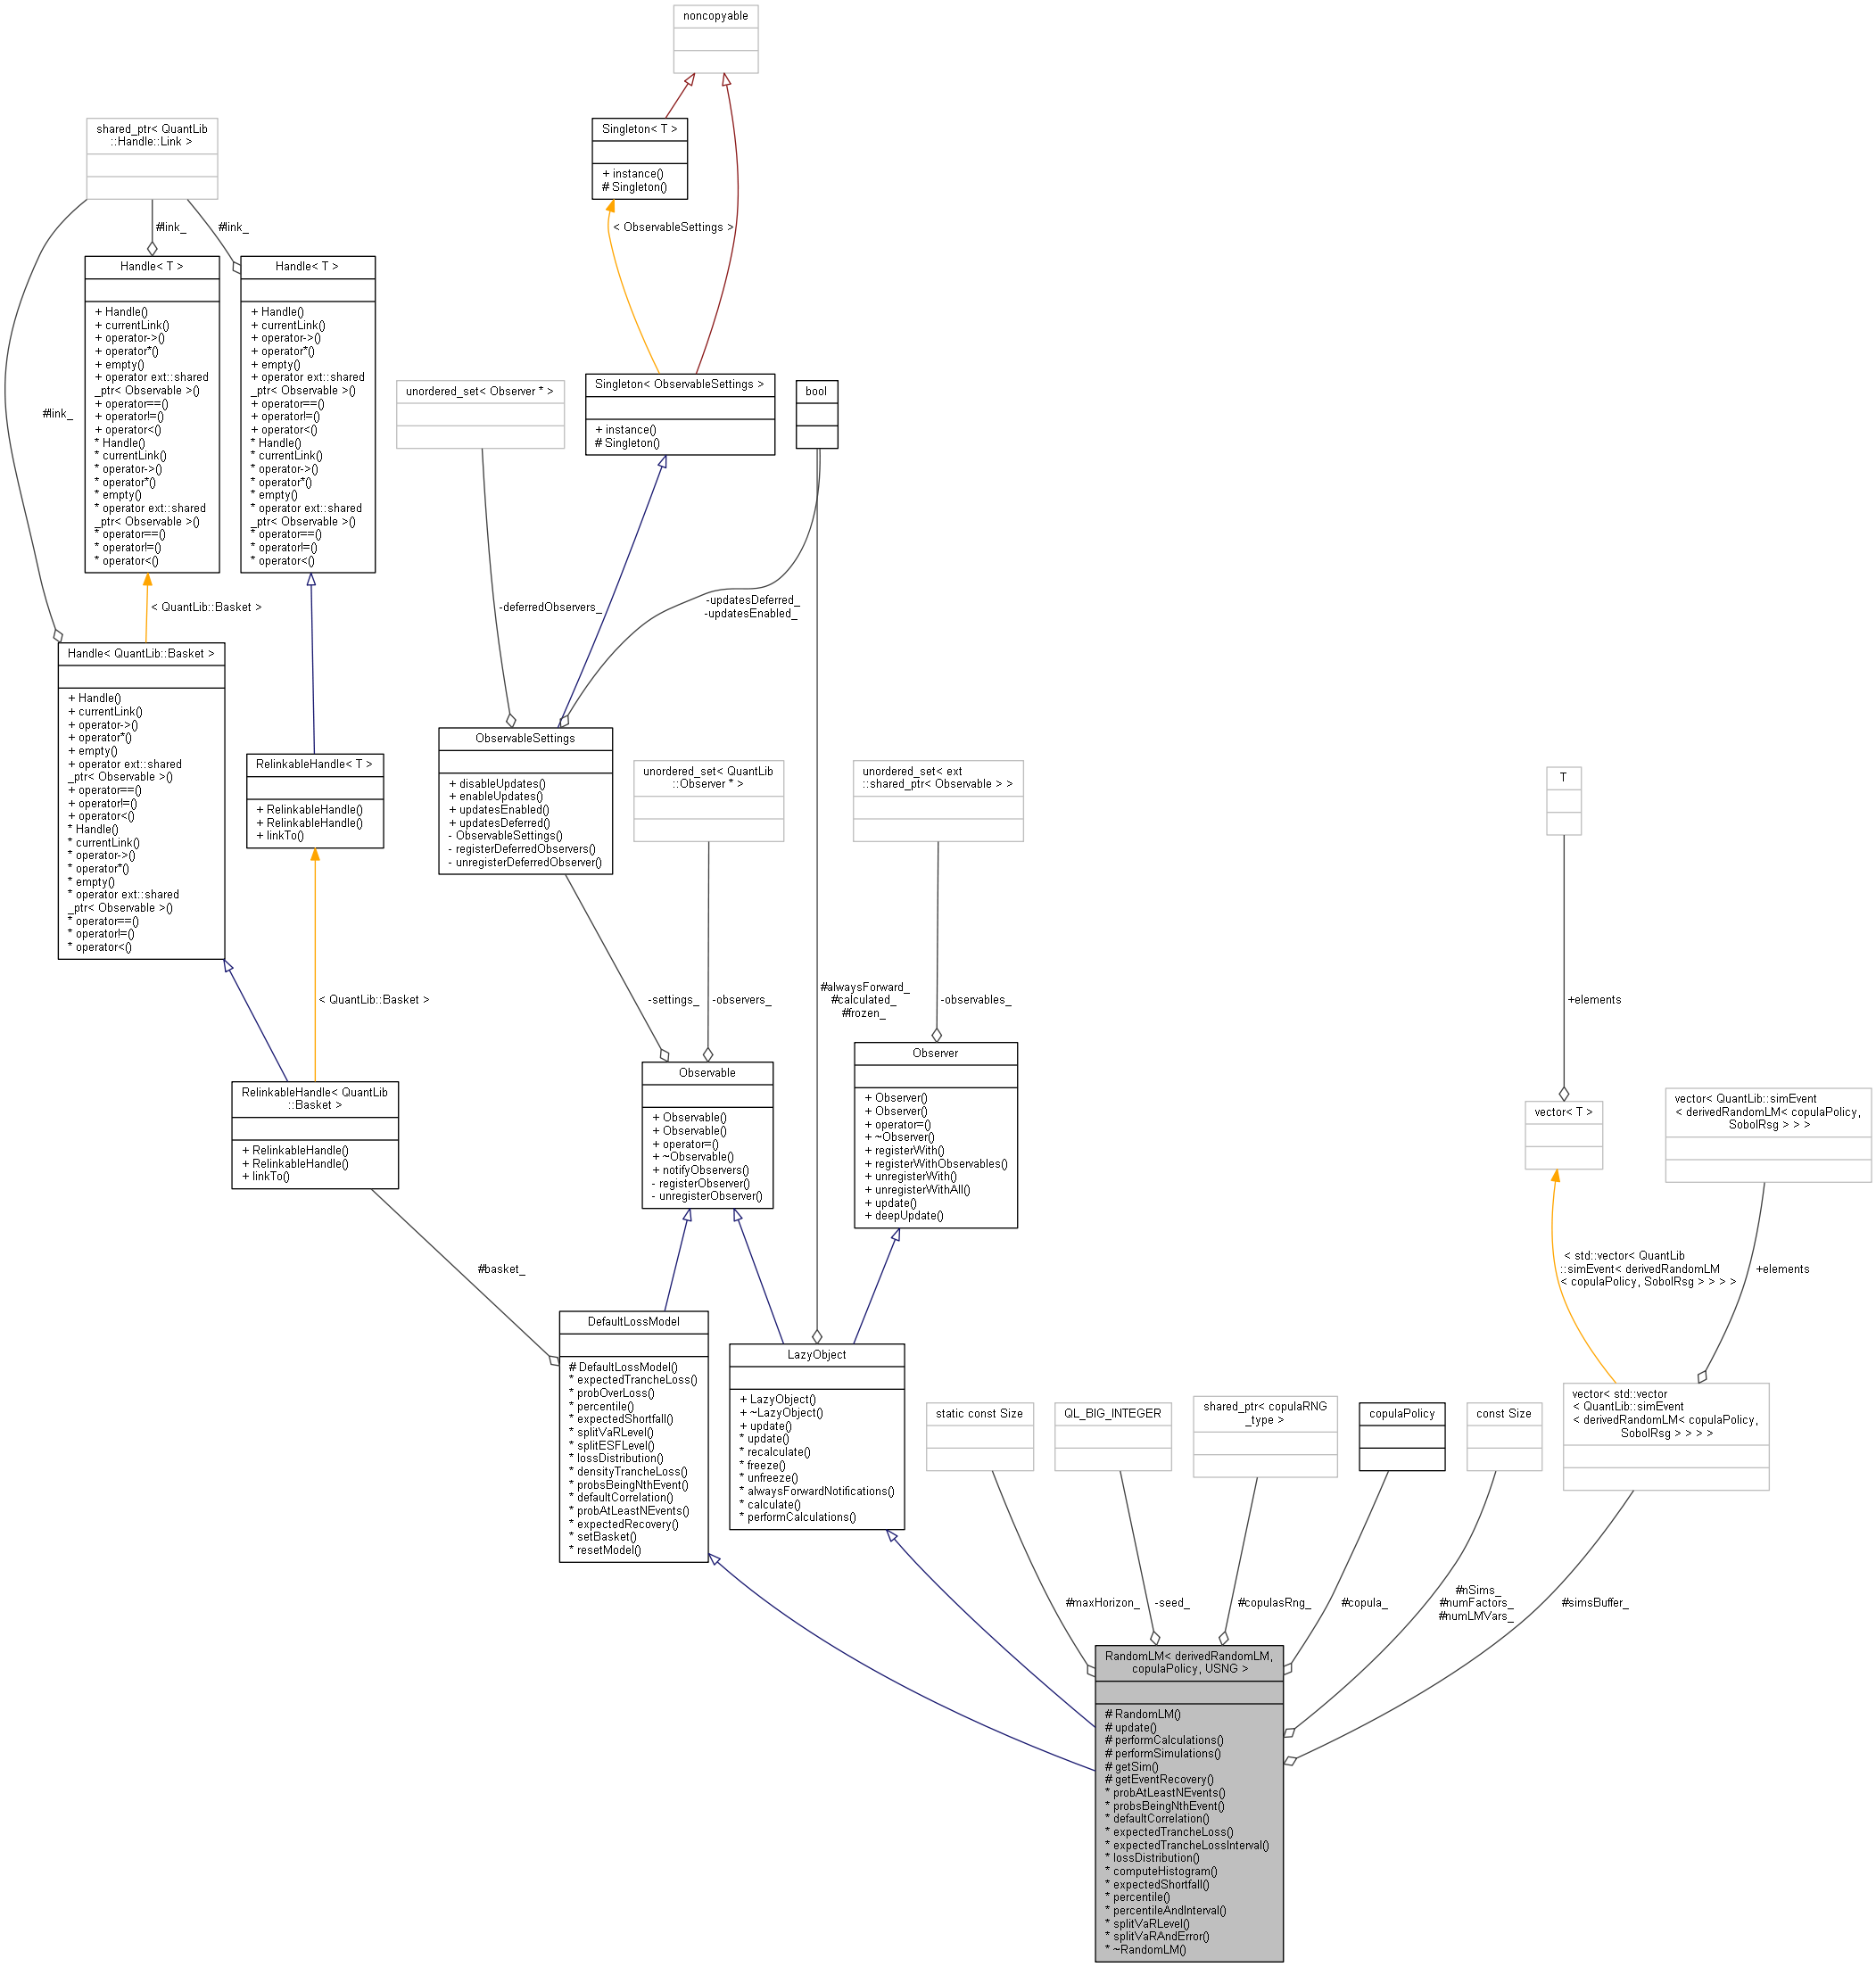 noncopyable
shared_ptr< QuantLib
::Handle::Link >
Singleton< T >
+ instance()
# Singleton()
#link_
#link_
< ObservableSettings >
Handle< T >
+ Handle()
+ currentLink()
+ operator->()
+ operator*()
+ empty()
+ operator ext::shared
_ptr< Observable >()
+ operator==()
+ operator!=()
+ operator<()
* Handle()
* currentLink()
* operator->()
* operator*()
* empty()
* operator ext::shared
_ptr< Observable >()
* operator==()
* operator!=()
* operator<()
Handle< T >
+ Handle()
+ currentLink()
+ operator->()
+ operator*()
+ empty()
+ operator ext::shared
_ptr< Observable >()
+ operator==()
+ operator!=()
+ operator<()
* Handle()
* currentLink()
* operator->()
* operator*()
* empty()
* operator ext::shared
_ptr< Observable >()
* operator==()
* operator!=()
* operator<()
#link_
unordered_set< Observer * >
Singleton< ObservableSettings >
+ instance()
# Singleton()
bool
< QuantLib::Basket >
-deferredObservers_
-updatesDeferred_
-updatesEnabled_
Handle< QuantLib::Basket >
+ Handle()
+ currentLink()
+ operator->()
+ operator*()
+ empty()
+ operator ext::shared
_ptr< Observable >()
+ operator==()
+ operator!=()
+ operator<()
* Handle()
* currentLink()
* operator->()
* operator*()
* empty()
* operator ext::shared
_ptr< Observable >()
* operator==()
* operator!=()
* operator<()
RelinkableHandle< T >
+ RelinkableHandle()
+ RelinkableHandle()
+ linkTo()
ObservableSettings
+ disableUpdates()
+ enableUpdates()
+ updatesEnabled()
+ updatesDeferred()
- ObservableSettings()
- registerDeferredObservers()
- unregisterDeferredObserver()
unordered_set< QuantLib
::Observer * >
unordered_set< ext
::shared_ptr< Observable > >
T
< QuantLib::Basket >
-settings_
-observers_
#alwaysForward_
#calculated_
#frozen_
-observables_
+elements
RelinkableHandle< QuantLib
::Basket >
+ RelinkableHandle()
+ RelinkableHandle()
+ linkTo()
Observable
+ Observable()
+ Observable()
+ operator=()
+ ~Observable()
+ notifyObservers()
- registerObserver()
- unregisterObserver()
Observer
+ Observer()
+ Observer()
+ operator=()
+ ~Observer()
+ registerWith()
+ registerWithObservables()
+ unregisterWith()
+ unregisterWithAll()
+ update()
+ deepUpdate()
vector< T >
vector< QuantLib::simEvent
< derivedRandomLM< copulaPolicy,
SobolRsg > > >
#basket_
< std::vector< QuantLib
::simEvent< derivedRandomLM
< copulaPolicy, SobolRsg > > > >
+elements
DefaultLossModel
# DefaultLossModel()
* expectedTrancheLoss()
* probOverLoss()
* percentile()
* expectedShortfall()
* splitVaRLevel()
* splitESFLevel()
* lossDistribution()
* densityTrancheLoss()
* probsBeingNthEvent()
* defaultCorrelation()
* probAtLeastNEvents()
* expectedRecovery()
* setBasket()
* resetModel()
LazyObject
+ LazyObject()
+ ~LazyObject()
+ update()
* update()
* recalculate()
* freeze()
* unfreeze()
* alwaysForwardNotifications()
* calculate()
* performCalculations()
static const Size
QL_BIG_INTEGER
shared_ptr< copulaRNG
_type >
copulaPolicy
const Size
vector< std::vector
< QuantLib::simEvent
< derivedRandomLM< copulaPolicy,
SobolRsg > > > >
#maxHorizon_
-seed_
#copulasRng_
#copula_
#nSims_
#numFactors_
#numLMVars_
#simsBuffer_
RandomLM< derivedRandomLM,
copulaPolicy, USNG >
# RandomLM()
# update()
# performCalculations()
# performSimulations()
# getSim()
# getEventRecovery()
* probAtLeastNEvents()
* probsBeingNthEvent()
* defaultCorrelation()
* expectedTrancheLoss()
* expectedTrancheLossInterval()
* lossDistribution()
* computeHistogram()
* expectedShortfall()
* percentile()
* percentileAndInterval()
* splitVaRLevel()
* splitVaRAndError()
* ~RandomLM()